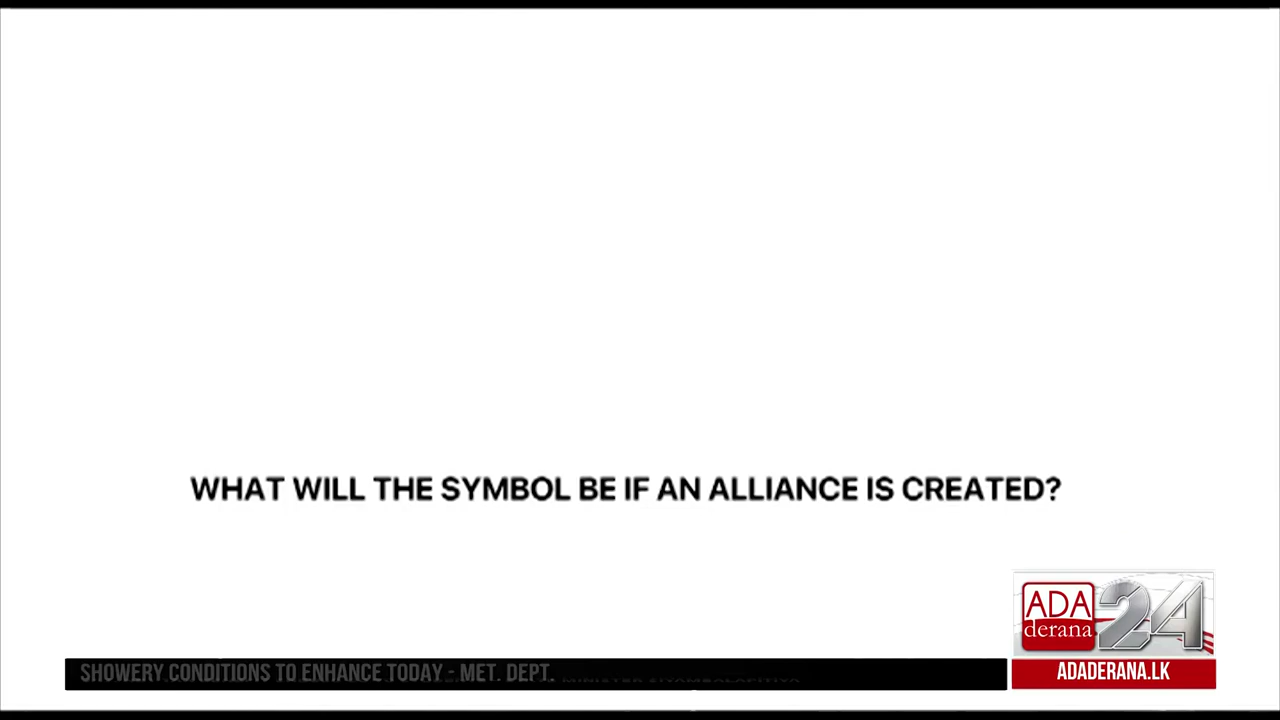 WHAT WILL THE SYMBOL BE IF AN ALLIANCE IS CREATED?
ADA
derana
24
SHOWERY CONDITIONS TO ENHANCE TODAY - MET. DEPT.
ADADERANA.LK